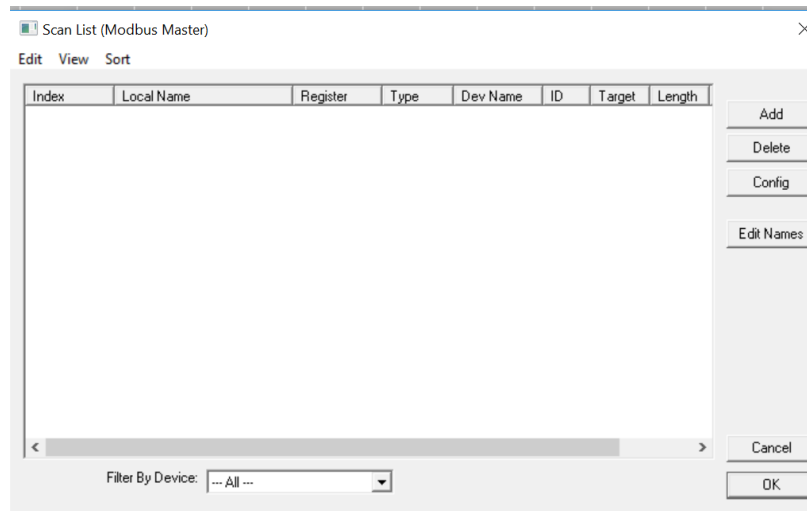 Scan List (Modbus Master)
Edit View Sort
Index Local Name Register Type Dev Name ID Target Length
Add
Delete
Config
Edit Names
Cancel
Filter By Device: --- All ---
OK